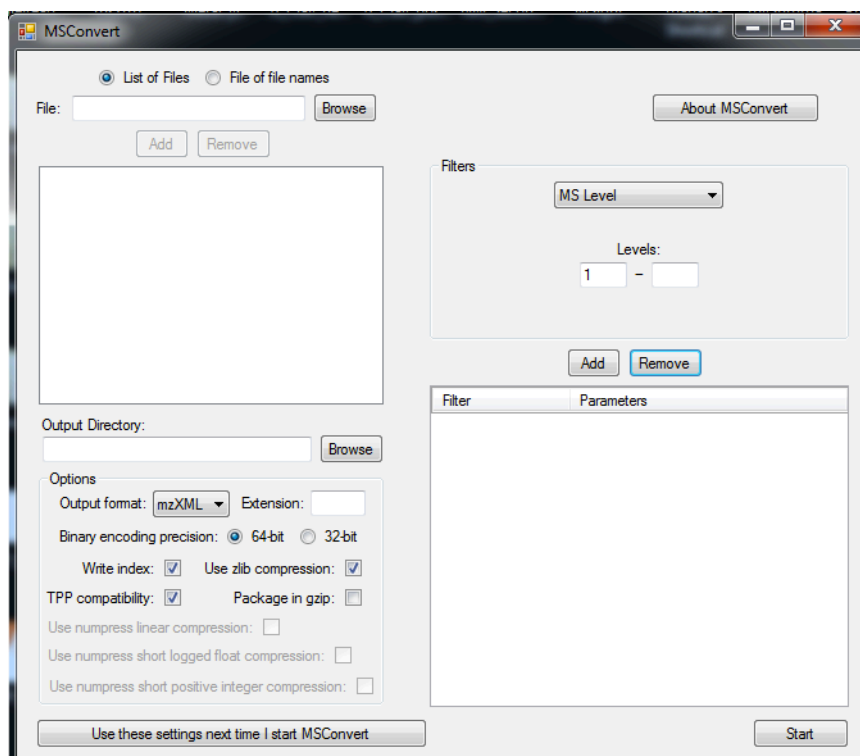 MSConvert
List of Files File of file names
File: Browse
About MSConvert
Add Remove
Filters
MS Level
Levels:
1 –
Add Remove
Filter Parameters
Output Directory:
Browse
Options
Output format: mzXML Extension:
Binary encoding precision: 64-bit 32-bit
Write index: Use zlib compression:
TPP compatibility: Package in gzip:
Use numpress linear compression:
Use numpress short logged float compression:
Use numpress short positive integer compression:
Use these settings next time I start MSConvert
Start